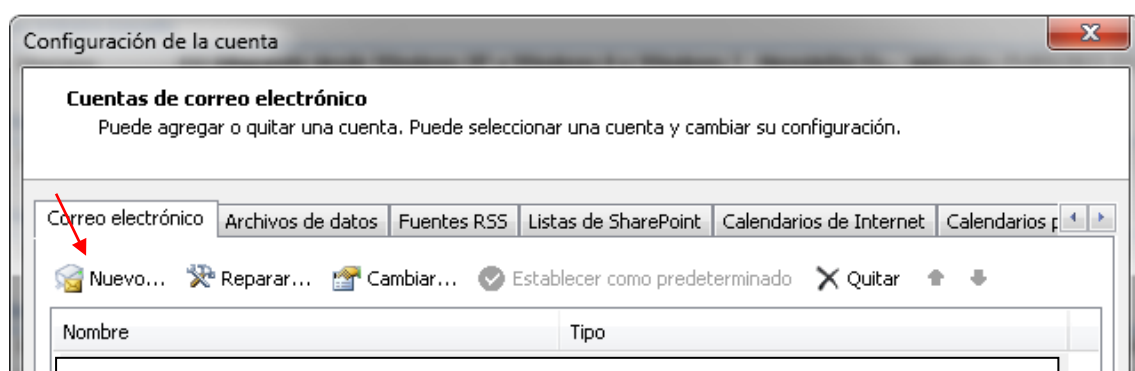 Configuración de la cuenta
Cuentas de correo electrónico
Puede agregar o quitar una cuenta. Puede seleccionar una cuenta y cambiar su configuración.
Correo electrónico Archivos de datos Fuentes RSS Listas de SharePoint Calendarios de Internet Calendarios
Nuevo... Reparar... Cambiar... Establecer como predeterminado Quitar
Nombre Tipo